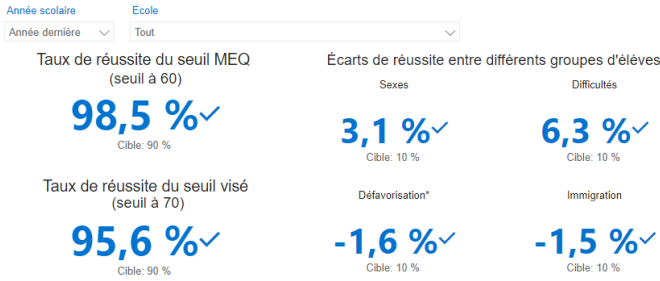 Année scolaire
École
Année dernière
Tout
Taux de réussite du seuil MEQ
(seuil à 60)
98,5 %
Cible: 90 %
Taux de réussite du seuil visé
(seuil à 70)
95,6 %
Cible: 90 %
Écarts de réussite entre différents groupes d'élèves
Sexes
Difficultés
3,1 %
6,3 %
Cible: 10 %
Cible: 10 %
Défavorisation*
Immigration
-1,6 %
-1,5 %
Cible: 10 %
Cible: 10 %